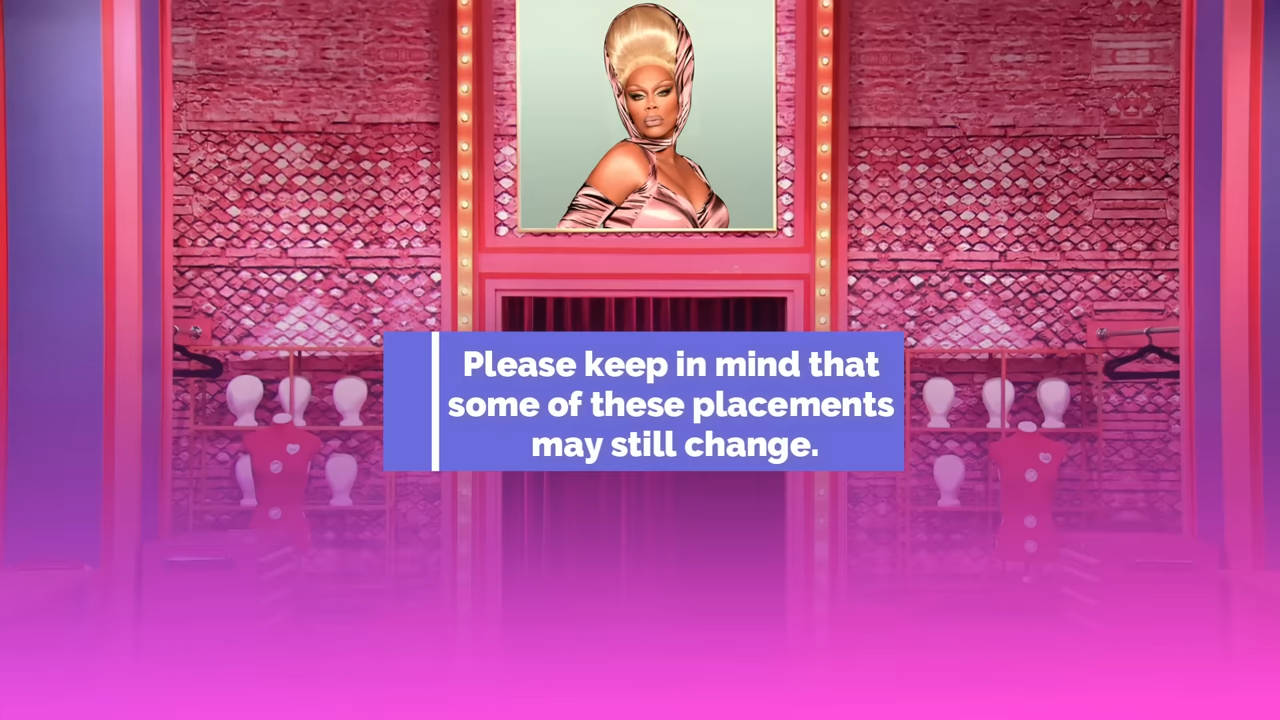 Please keep in mind that
some of these placements
may still change.